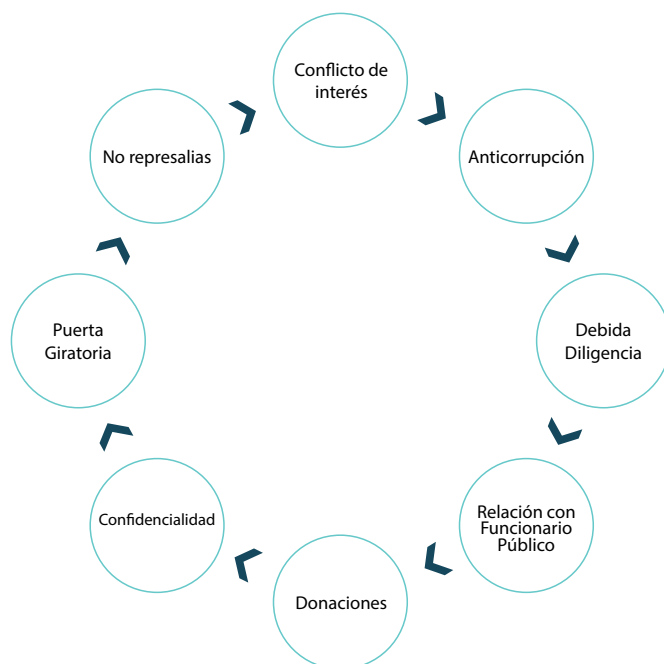 Conflicto de
interés
Anticorrupción
Debida
Diligencia
Relación con
Funcionario
Público
Donaciones
Confidencialidad
Puerta
Giratoria
No represalias